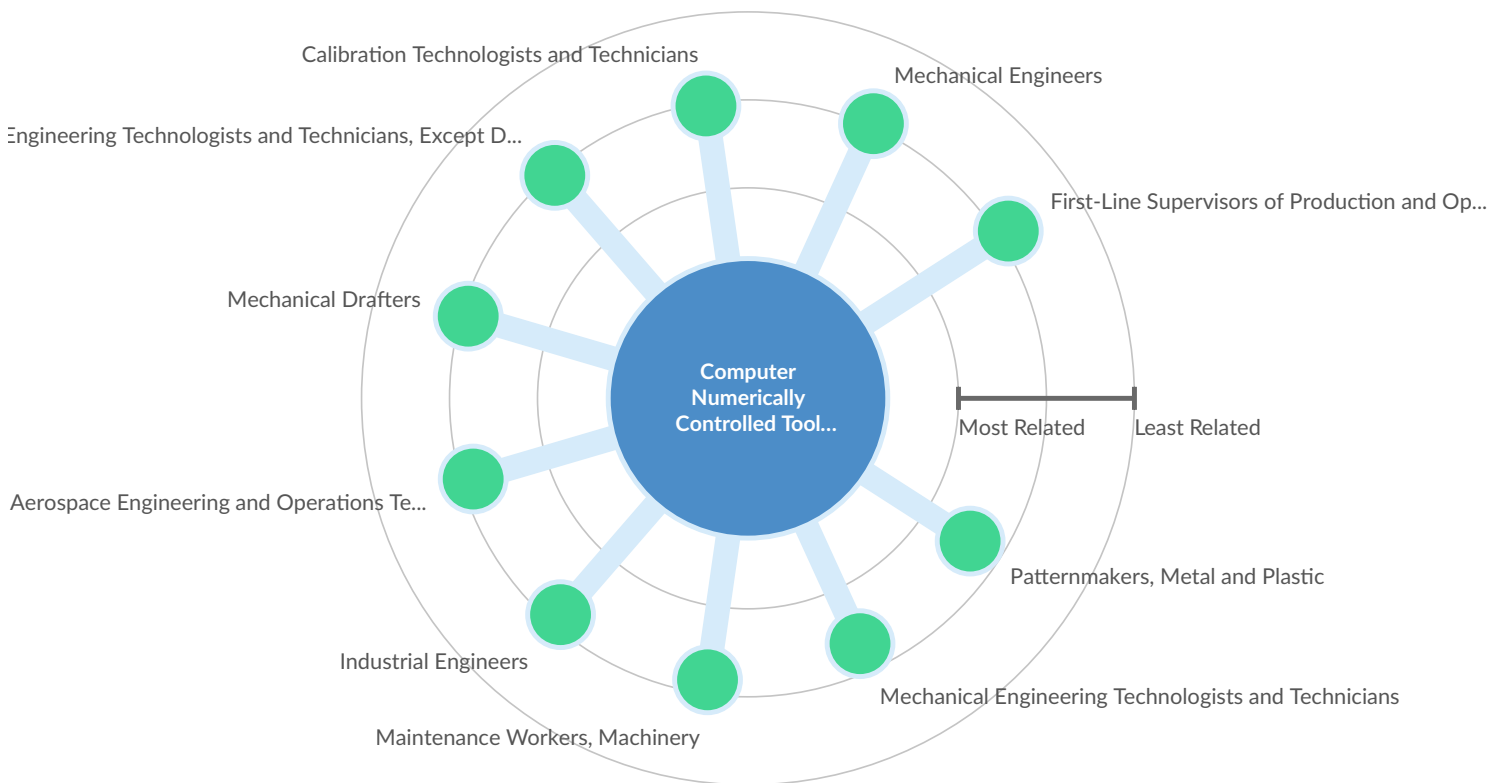 Calibration Technologists and Technicians
Mechanical Engineers
Engineering Technologists and Technicians, Except D...
First-Line Supervisors of Production and Op...
Mechanical Drafters
Computer
Numerically
Controlled Tool...
Most Related
Least Related
Aerospace Engineering and Operations Te...
Patternmakers, Metal and Plastic
Industrial Engineers
Mechanical Engineering Technologists and Technicians
Maintenance Workers, Machinery